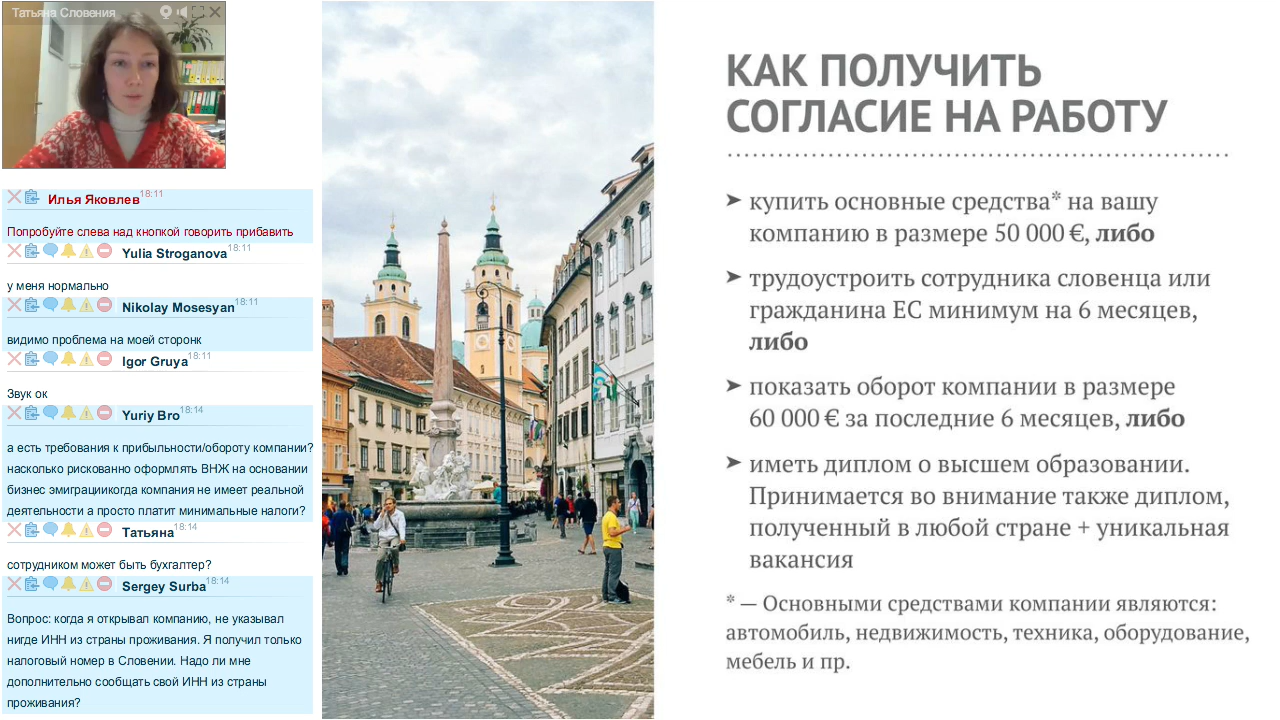 Татьяна Словения
Илья Яковлев 18:11
Попробуйте слева над кнопкой говорить прибавить
Yulia Stroganova 18:11
у меня нормально
Nikolay Mosesyan 18:11
видимо проблема на моей сторонк
Igor Gruya 18:11
Звук ок
Yuriy Bro 18:14
а есть требования к прибыльности/обороту компании?
насколько рискованно оформлять ВНЖ на основании
бизнес эмиграциикогда компания не имеет реальной
деятельности а просто платит минимальные налоги?
Татьяна 18:14
сотрудником может быть бухгалтер?
Sergey Surba 18:14
Вопрос: когда я открывал компанию, не указывал
нигде ИНН из страны проживания. Я получил только
налоговый номер в Словении. Надо ли мне
дополнительно сообщать свой ИНН из страны
проживания?
КАК ПОЛУЧИТЬ
СОГЛАСИЕ НА РАБОТУ
➤ купить основные средства* на вашу
компанию в размере 50 000 €, либо
➤ трудоустроить сотрудника словенца или
гражданина ЕС минимум на 6 месяцев,
либо
➤ показать оборот компании в размере
60 000 € за последние 6 месяцев, либо
➤ иметь диплом о высшем образовании.
Принимается во внимание также диплом,
полученный в любой стране + уникальная
вакансия
* — Основными средствами компании являются:
автомобиль, недвижимость, техника, оборудование,
мебель и пр.